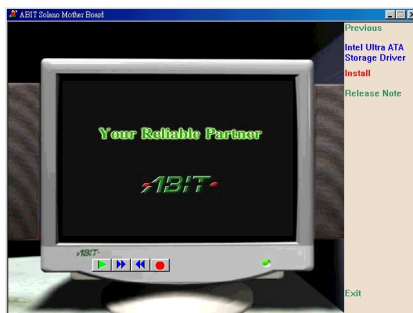 ABIT Solano Mother Board
Previous
Intel Ultra ATA
Storage Driver
Install
Release Note
Your Reliable Partner
ABIT
ABIT
Exit